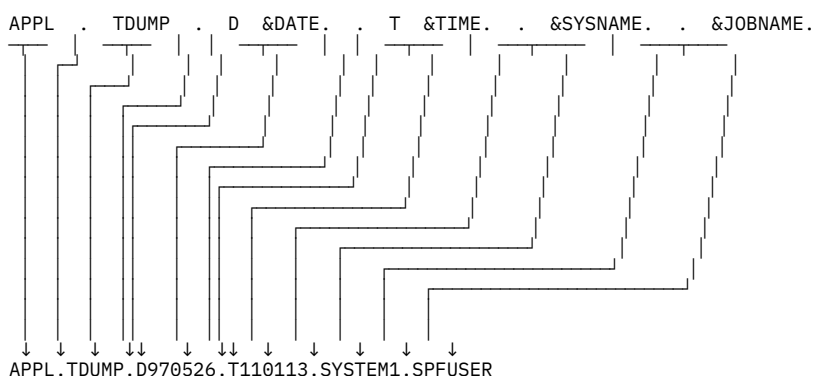 APPL . TDUMP . D &DATE. . T &TIME. . &SYSNAME. . &JOBNAME.
APPL.TDUMP.D970526.T110113.SYSTEM1.SPFUSER